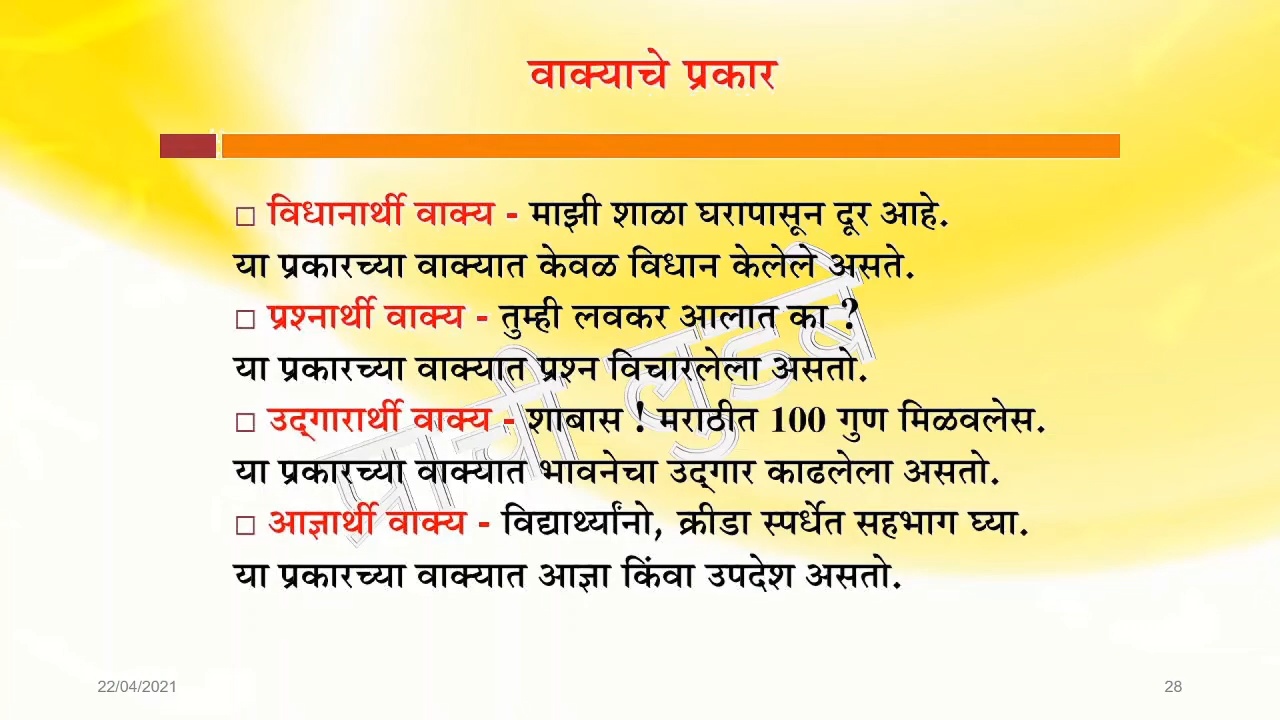 वाक्याचे प्रकार
विधानार्थी वाक्य - माझी शाळा घरापासून दूर आहे.
या प्रकारच्या वाक्यात केवळ विधान केलेले असते.
प्रश्नार्थी वाक्य - तुम्ही लवकर आलात का ?
या प्रकारच्या वाक्यात प्रश्न विचारलेला असतो.
उद्‌गारार्थी वाक्य - शाबास ! मराठीत 100 गुण मिळवलेस.
या प्रकारच्या वाक्यात भावनेचा उद्‌गार काढलेला असतो.
आज्ञार्थी वाक्य - विद्यार्थ्यांनो, क्रीडा स्पर्धेत सहभाग घ्या.
या प्रकारच्या वाक्यात आज्ञा किंवा उपदेश असतो.
प्राची लुडबे
22/04/2021
28